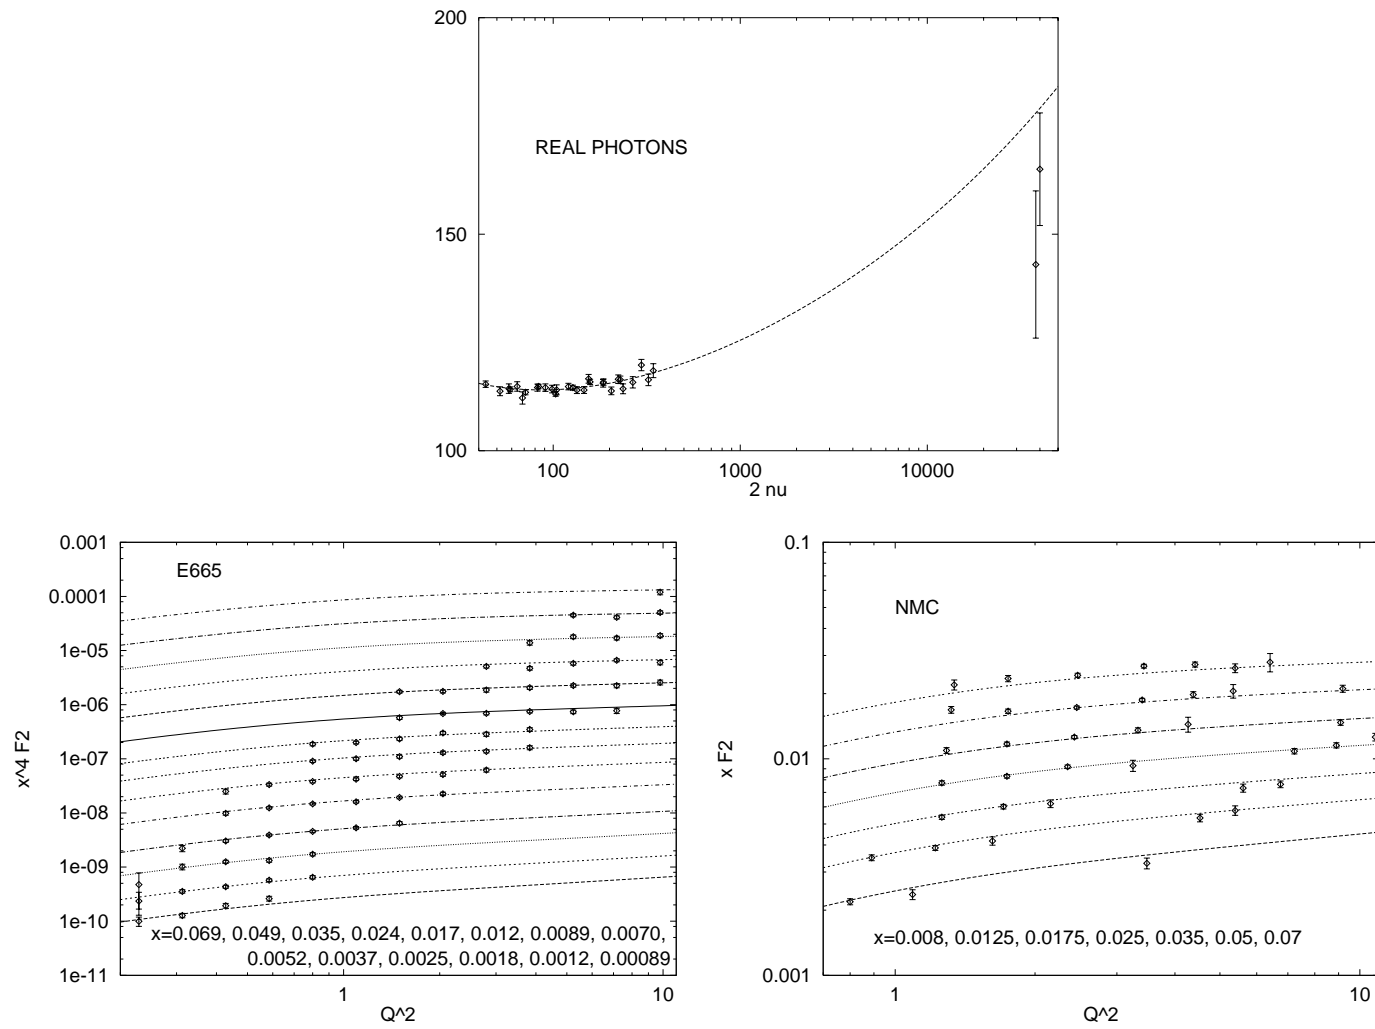 200
REAL PHOTONS
150
100
100 1000 10000
2 nu
0.001
E665
0.0001
1e-05
1e-06
1e-07
1e-08
1e-09
1e-10
1e-11
x^4 F2
x=0.069, 0.049, 0.035, 0.024, 0.017, 0.012, 0.0089, 0.0070,
0.0052, 0.0037, 0.0025, 0.0018, 0.0012, 0.00089
1 10
Q^2
0.1
NMC
0.01
x F2
x=0.008, 0.0125, 0.0175, 0.025, 0.035, 0.05, 0.07
0.001
1 10
Q^2